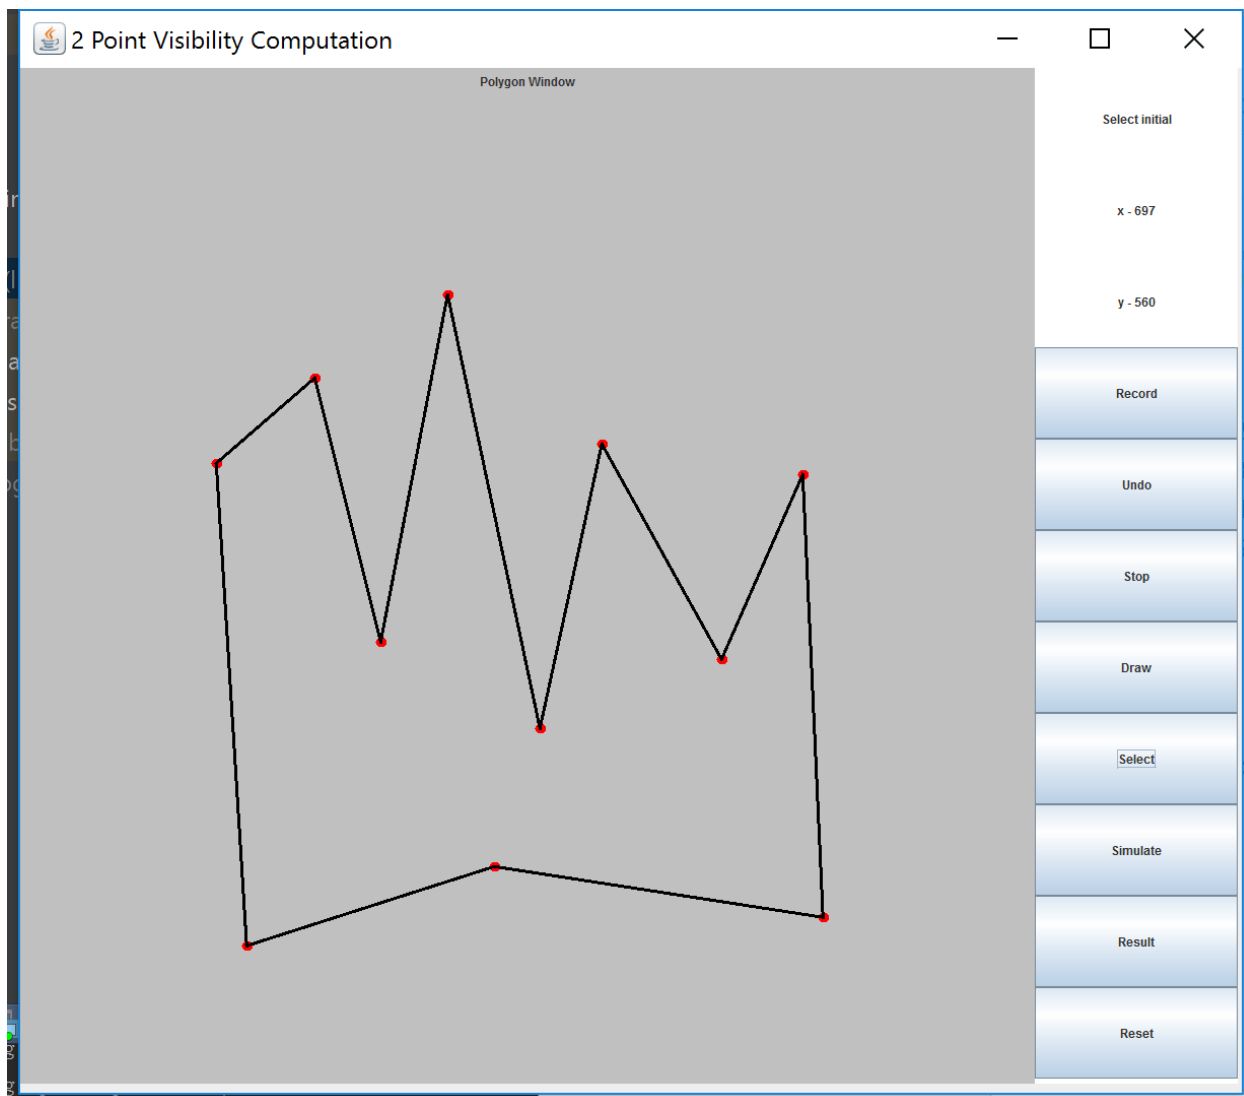 2 Point Visibility Computation
Polygon Window
Select initial
x - 697
y - 560
Record
Undo
Stop
Draw
Select
Simulate
Result
Reset